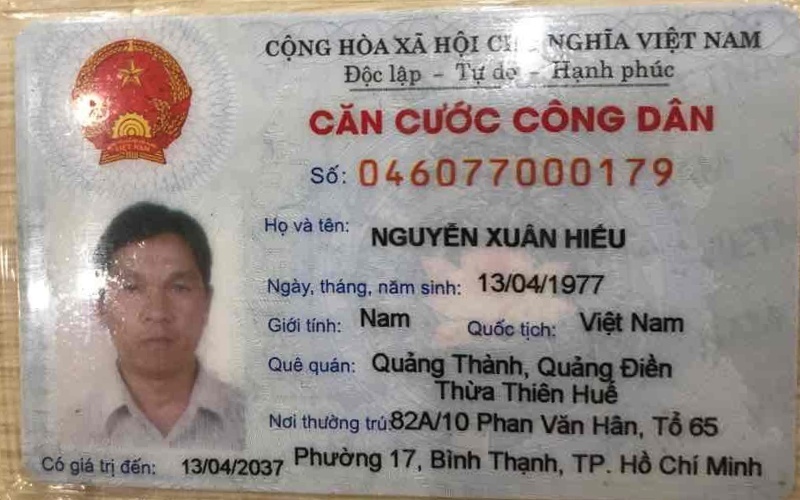 CỘNG HÒA XÃ HỘI CHỦ NGHĨA VIỆT NAM
Độc lập - Tự do - Hạnh phúc
CĂN CƯỚC CÔNG DÂN
Số: 046077000179
Họ và tên: NGUYỄN XUÂN HIẾU
Ngày, tháng, năm sinh: 13/04/1977
Giới tính: Nam Quốc tịch: Việt Nam
Quê quán: Quảng Thành, Quảng Điền
Thừa Thiên Huế
Nơi thường trú: 82A/10 Phan Văn Hân, Tổ 65
Phường 17, Bình Thạnh, TP. Hồ Chí Minh
Có giá trị đến: 13/04/2037